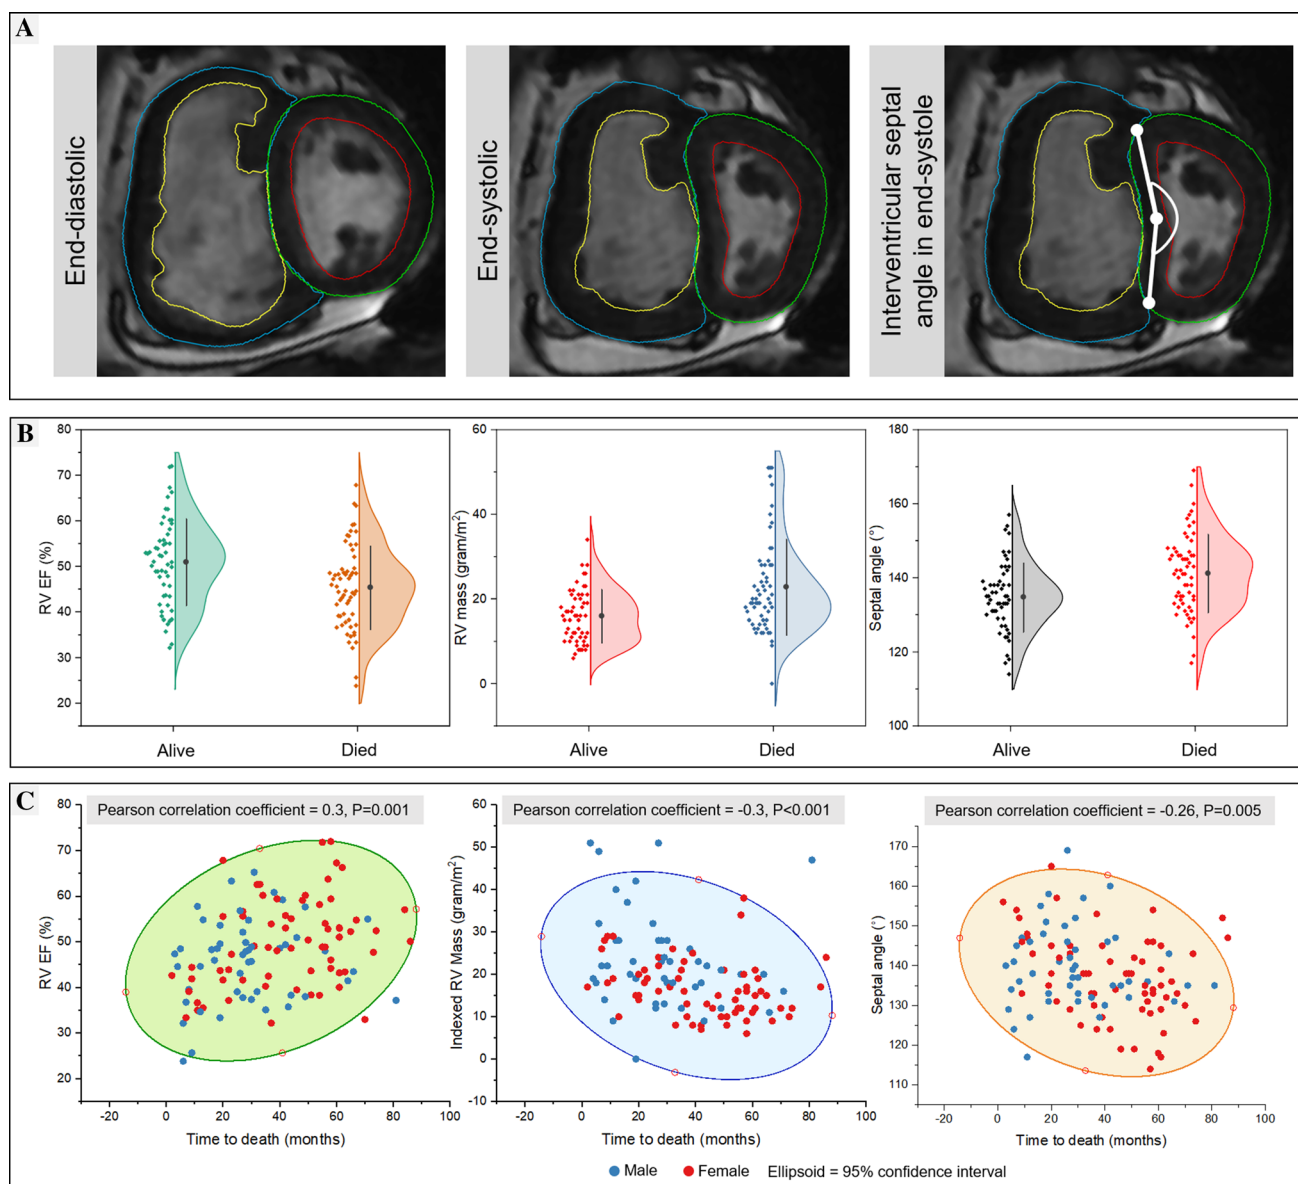 A
End-diastolic
End-systolic
Interventricular septal
angle in end-systole
B
80
70
60
50
40
30
20
RV EF (%)
Alive
Died
60
40
20
0
RV mass (gram/m²)
Alive
Died
180
160
140
120
100
Septal angle (°)
Alive
Died
C
Pearson correlation coefficient = 0.3, P=0.001
80
70
60
50
40
30
20
RV EF (%)
-20 0 20 40 60 80 100
Time to death (months)
Pearson correlation coefficient = -0.3, P<0.001
60
50
40
30
20
10
0
-10
Indexed RV Mass (gram/m²)
-20 0 20 40 60 80 100
Time to death (months)
Pearson correlation coefficient = -0.26, P=0.005
170
160
150
140
130
120
110
Septal angle (°)
-20 0 20 40 60 80 100
Time to death (months)
Male Female Ellipsoid = 95% confidence interval